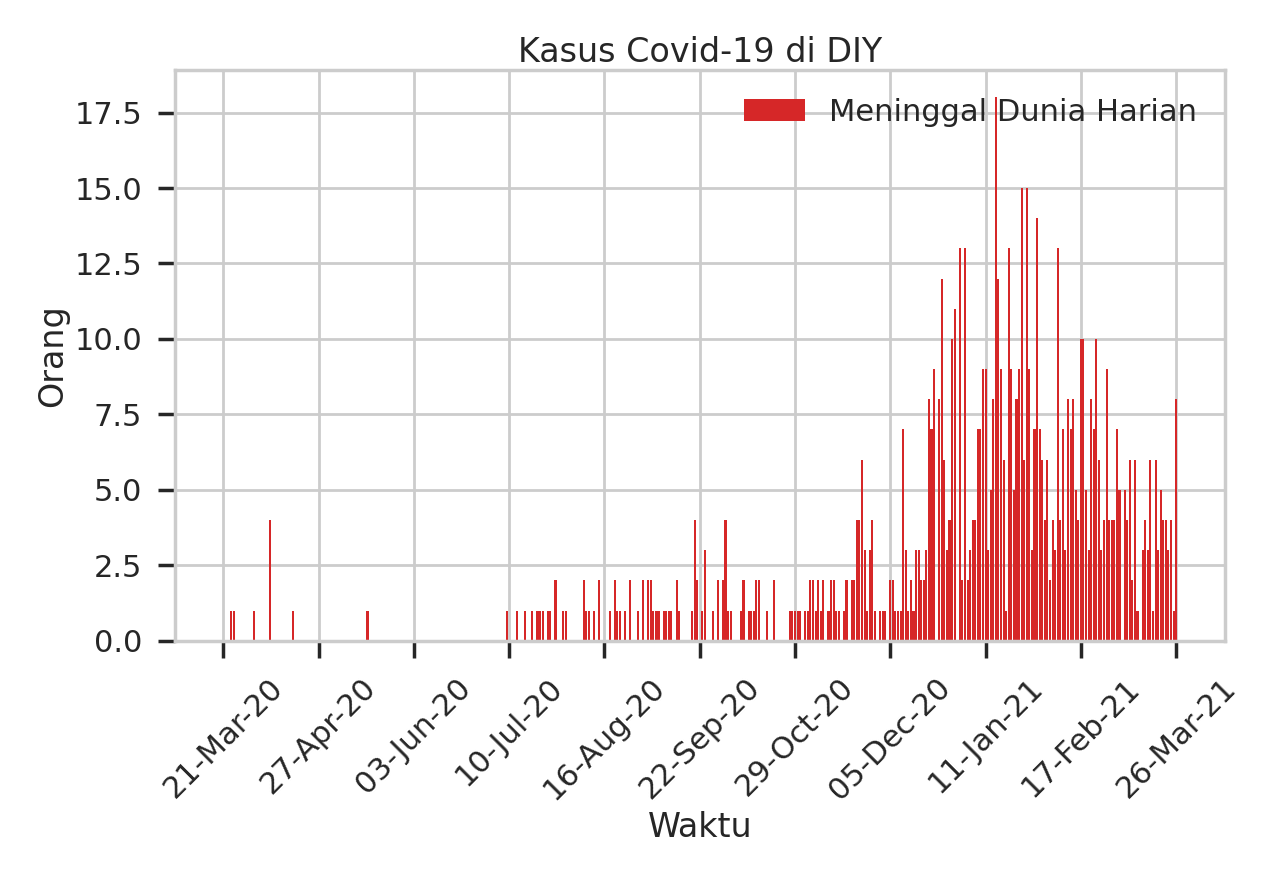 Kasus Covid-19 di DIY
Meninggal Dunia Harian
17.5
15.0
12.5
10.0
7.5
5.0
2.5
0.0
Orang
21-Mar-20
27-Apr-20
03-Jun-20
10-Jul-20
16-Aug-20
22-Sep-20
29-Oct-20
05-Dec-20
11-Jan-21
17-Feb-21
26-Mar-21
Waktu